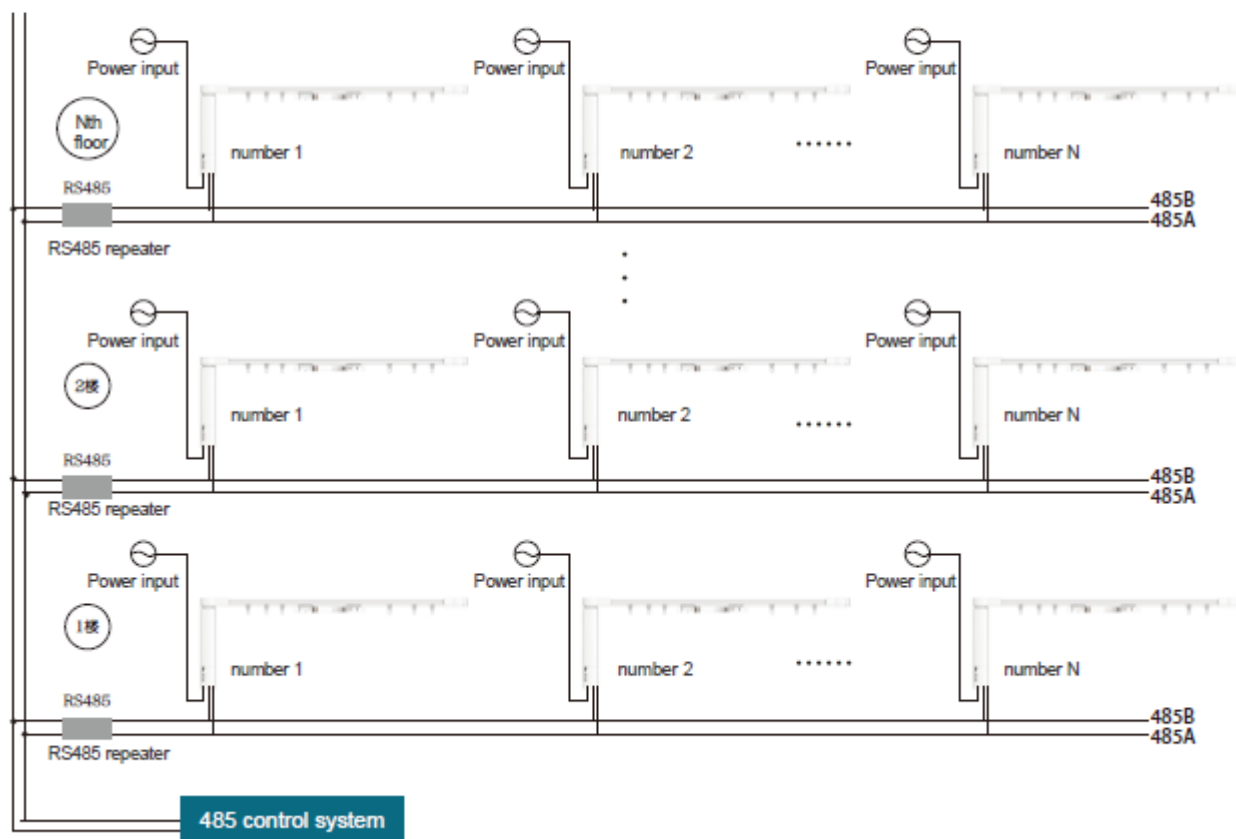 Power input
Power input
Power input
Nth
floor
number 1
number 2
······
number N
RS485
485B
485A
RS485 repeater
Power input
Power input
Power input
2楼
number 1
number 2
······
number N
RS485
485B
485A
RS485 repeater
Power input
Power input
Power input
1楼
number 1
number 2
······
number N
RS485
485B
485A
RS485 repeater
485 control system